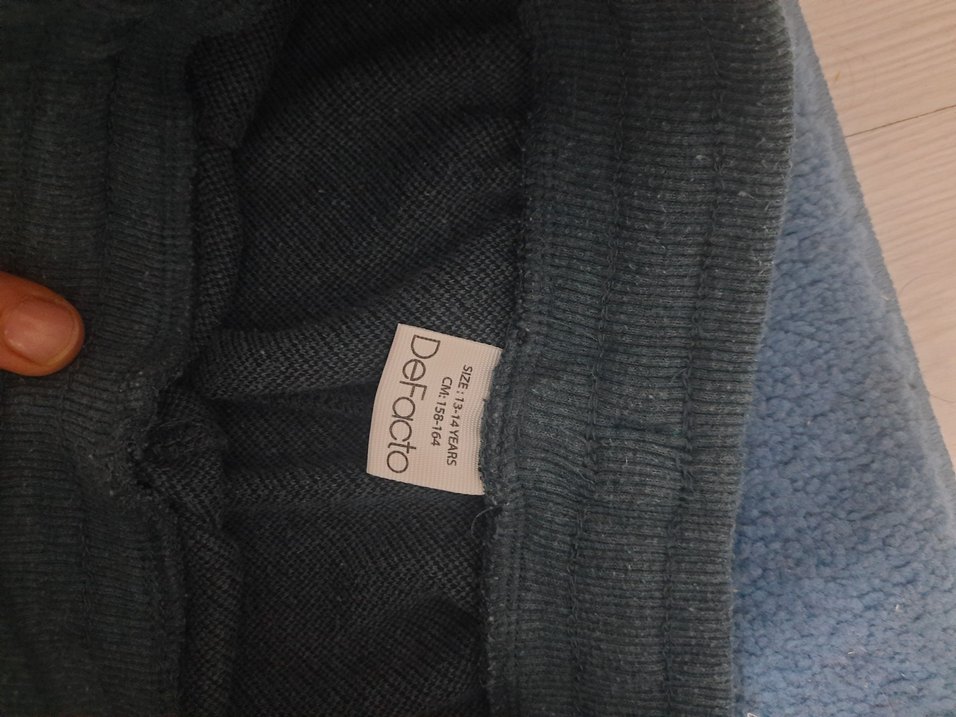 SIZE: 13-14 YEARS
CM: 158-164
DeFacto